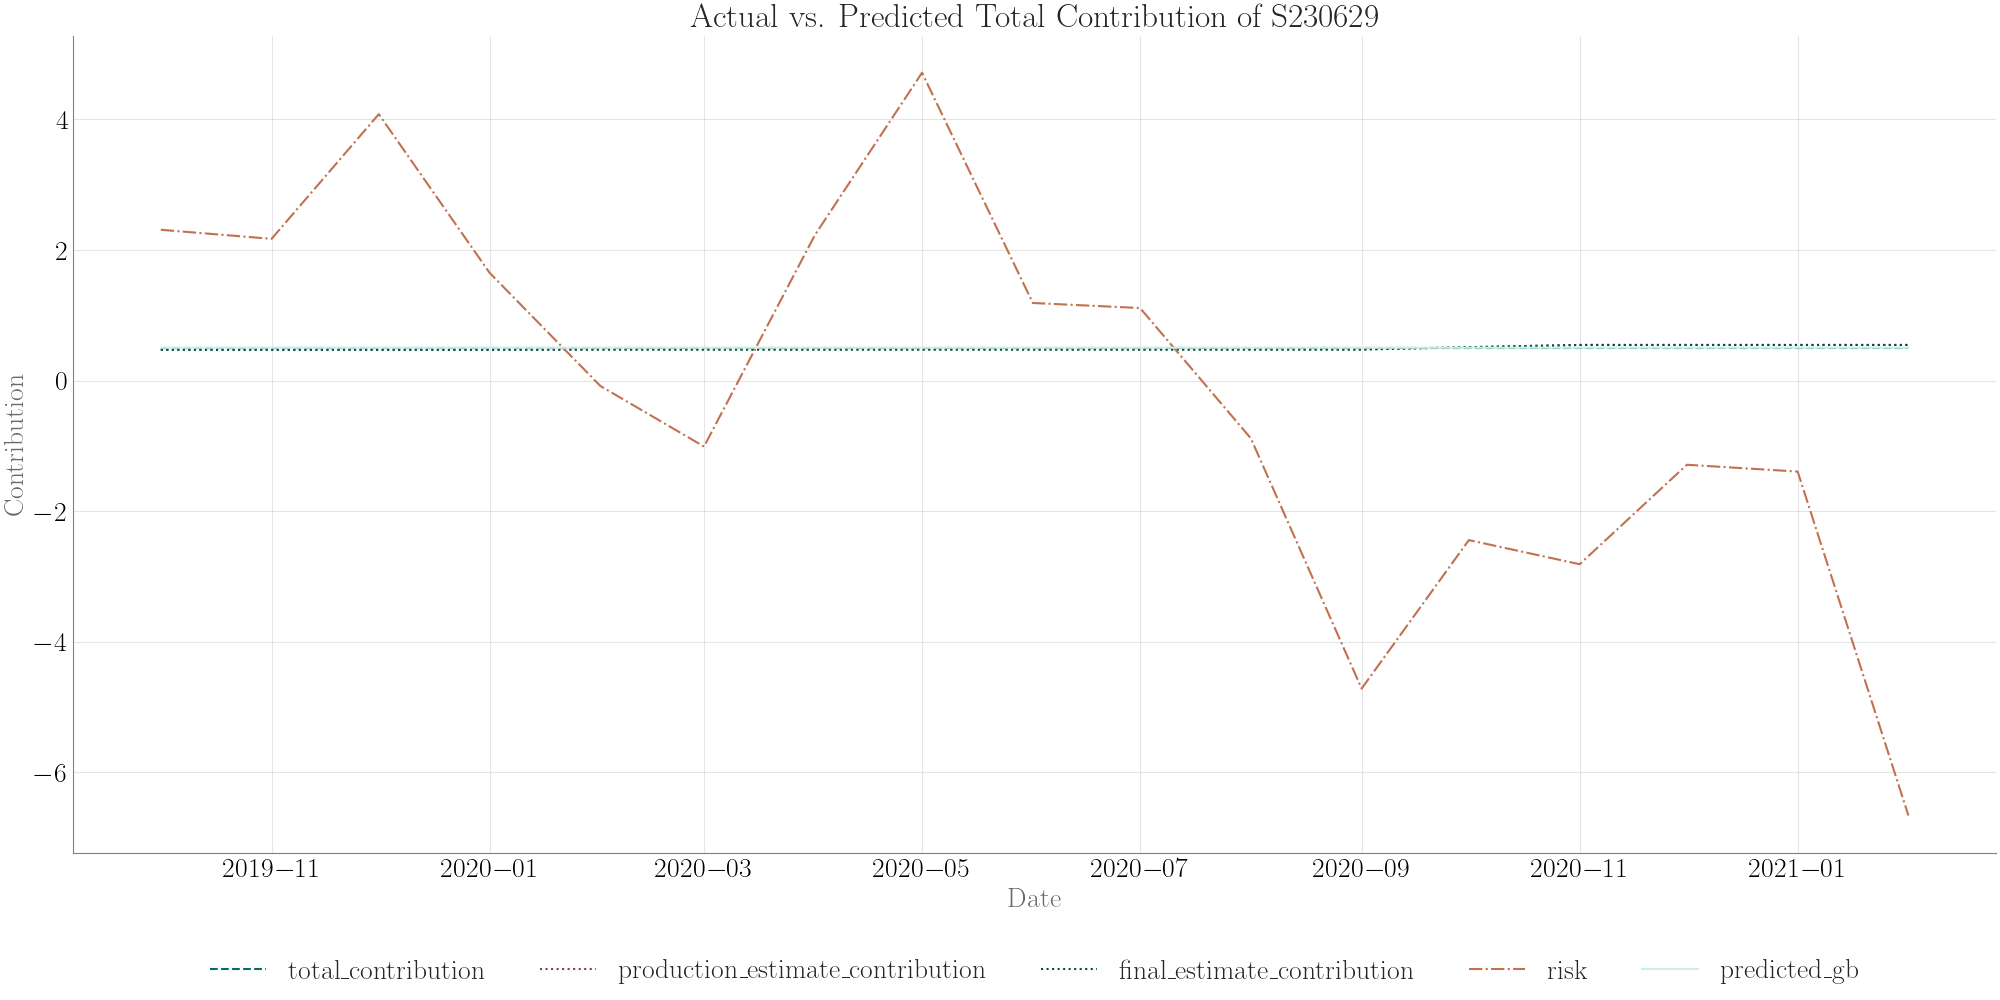 Actual vs. Predicted Total Contribution of S230629
Contribution
4
2
0
−2
−4
−6
2019−11 2020−01 2020−03 2020−05 2020−07 2020−09 2020−11 2021−01
Date
total_contribution production_estimate_contribution final_estimate_contribution risk predicted_gb